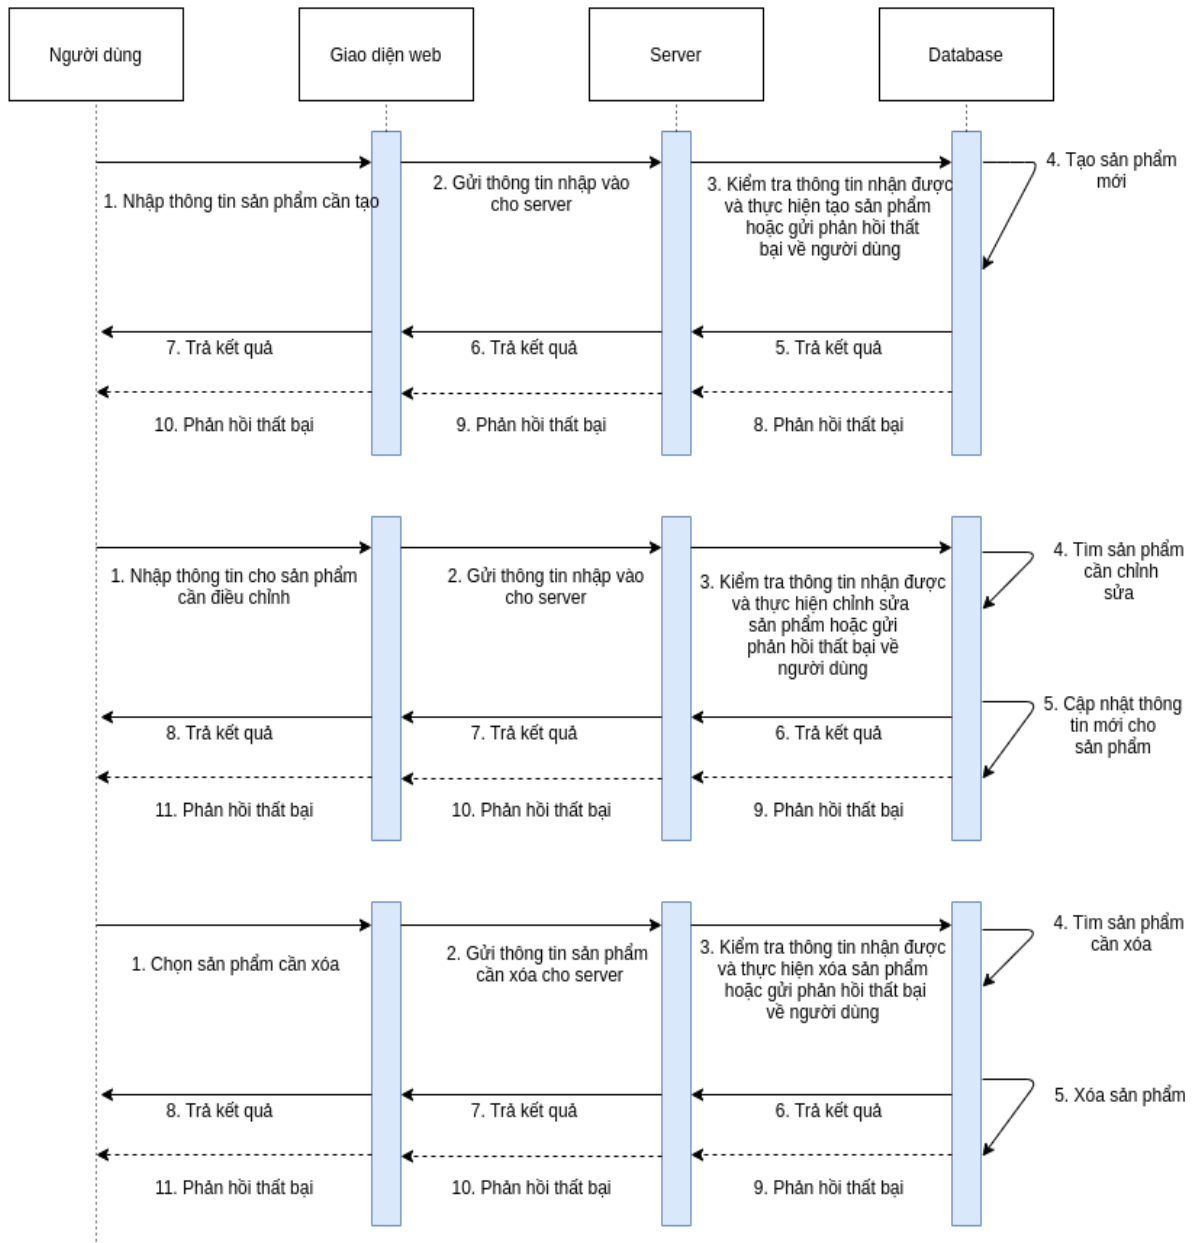 Người dùng
Giao diện web
Server
Database
1. Nhập thông tin sản phẩm cần tạo
2. Gửi thông tin nhập vào
cho server
3. Kiểm tra thông tin nhận được
và thực hiện tạo sản phẩm
hoặc gửi phản hồi thất
bại về người dùng
4. Tạo sản phẩm
mới
7. Trả kết quả
6. Trả kết quả
5. Trả kết quả
10. Phản hồi thất bại
9. Phản hồi thất bại
8. Phản hồi thất bại
1. Nhập thông tin cho sản phẩm
cần điều chỉnh
2. Gửi thông tin nhập vào
cho server
3. Kiểm tra thông tin nhận được
và thực hiện chỉnh sửa
sản phẩm hoặc gửi
phản hồi thất bại về
người dùng
4. Tìm sản phẩm
cần chỉnh
sửa
5. Cập nhật thông
tin mới cho
sản phẩm
8. Trả kết quả
7. Trả kết quả
6. Trả kết quả
11. Phản hồi thất bại
10. Phản hồi thất bại
9. Phản hồi thất bại
1. Chọn sản phẩm cần xóa
2. Gửi thông tin sản phẩm
cần xóa cho server
3. Kiểm tra thông tin nhận được
và thực hiện xóa sản phẩm
hoặc gửi phản hồi thất bại
về người dùng
4. Tìm sản phẩm
cần xóa
5. Xóa sản phẩm
8. Trả kết quả
7. Trả kết quả
6. Trả kết quả
11. Phản hồi thất bại
10. Phản hồi thất bại
9. Phản hồi thất bại